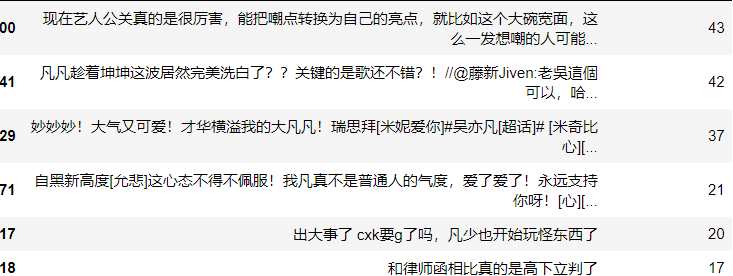 00 现在艺人公关真的是很厉害，能把嘲点转换为自己的亮点，就比如这个大碗宽面，这 43
么一发想嘲的人可能...
41 凡凡趁着坤坤这波居然完美洗白了？？关键的是歌还不错？！//@藤新Jiven:老吳這個 42
可以，哈...
29 妙妙妙！大气又可爱！才华横溢我的大凡凡！瑞思拜[米妮爱你]#吴亦凡[超话]# [米奇比 37
心][...
71 自黑新高度[允悲]这心态不得不佩服！我凡真不是普通人的气度，爱了爱了！永远支持 21
你呀！[心][...
17 出大事了 cxk要g了吗，凡少也开始玩怪东西了 20
18 和律师函相比真的是高下立判了 17